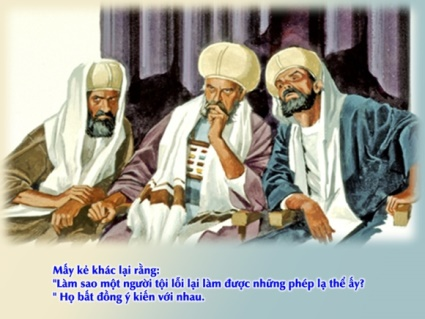 Mấy kẻ khác lại rằng:
"Làm sao một người tội lỗi lại làm được những phép lạ thể ấy?
" Họ bất đồng ý kiến với nhau.